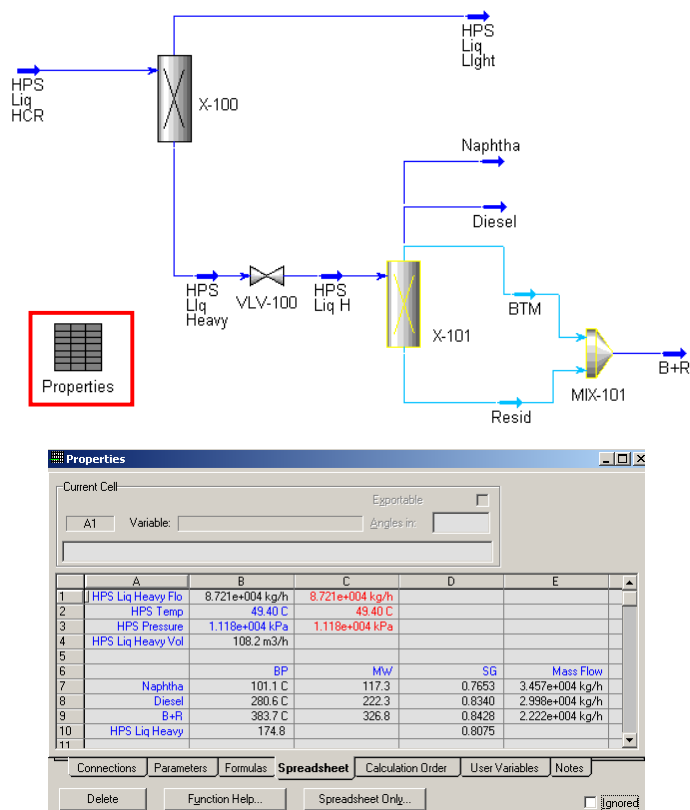 HPS
Liq
LIght
HPS
Liq
HCR
X-100
Naphtha
Diesel
HPS
LIq
Heavy
VLV-100
HPS
Liq H
X-101
BTM
MIX-101
B+R
Resid
Properties
Properties
Current Cell
Exportable
A1 Variable: Angles in:
A B C D E
1 HPS Liq Heavy Flo 8.721e+004 kg/h 8.721e+004 kg/h
2 HPS Temp 49.40 C 49.40 C
3 HPS Pressure 1.118e+004 kPa 1.118e+004 kPa
4 HPS Liq Heavy Vol 108.2 m3/h
5
6 BP MW SG Mass Flow
7 Naphtha 101.1 C 117.3 0.7653 3.457e+004 kg/h
8 Diesel 280.6 C 222.3 0.8340 2.998e+004 kg/h
9 B+R 383.7 C 326.8 0.8428 2.222e+004 kg/h
10 HPS Liq Heavy 174.8 0.8075
11
Connections Parameters Formulas Spreadsheet Calculation Order User Variables Notes
Delete Function Help... Spreadsheet Only... Ignored